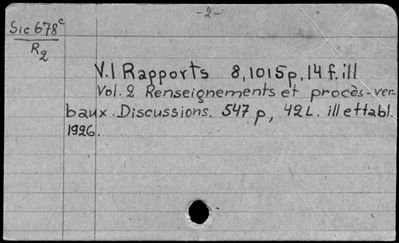 -2-
Sic 678c
R2
V.1 Rapports 8,1015p,14f.ill
Vol.2 Renseignements et procès-ver-
baux. Discussions. 547 p, 42L. ill et tabl.
1926.